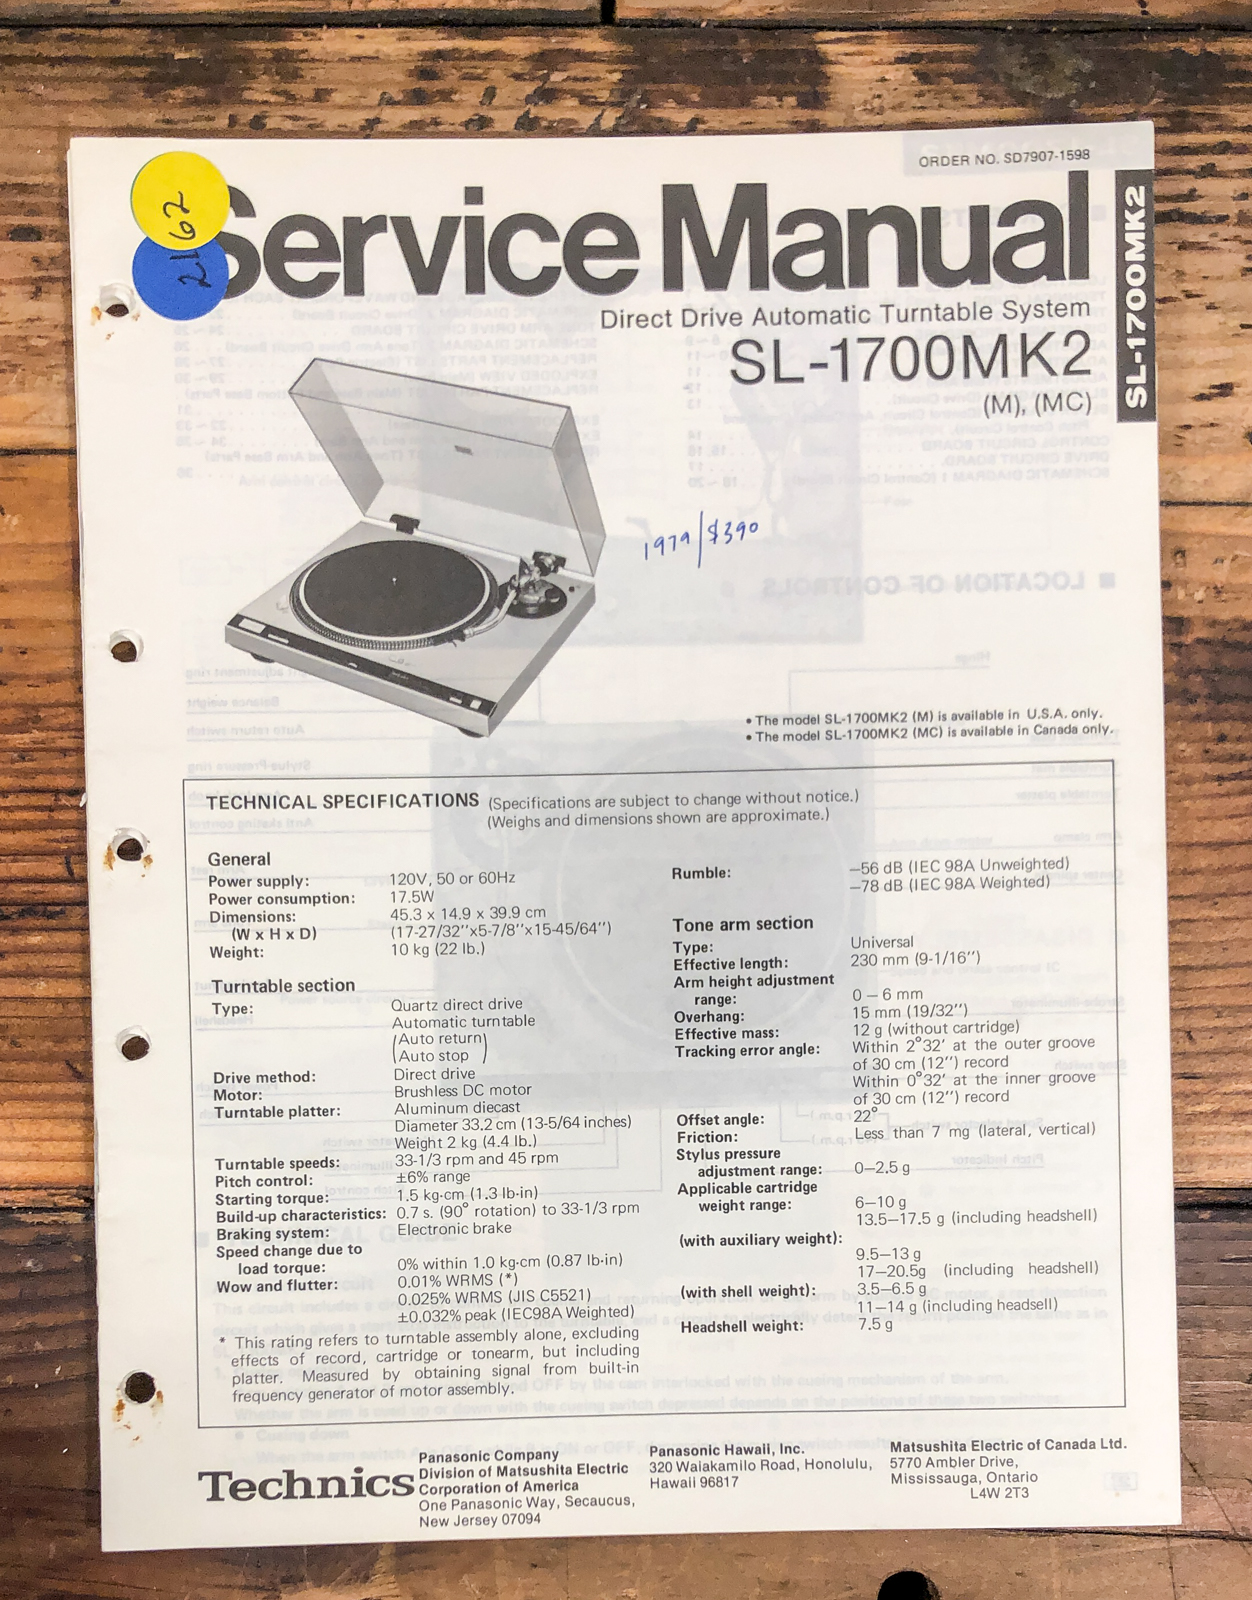 ORDER NO. SD7907-1598
Service Manual
Direct Drive Automatic Turntable System
SL-1700MK2
(M), (MC)
SL-1700MK2
2162
1979/$390
• The model SL-1700MK2 (M) is available in U.S.A. only.
• The model SL-1700MK2 (MC) is available in Canada only.
TECHNICAL SPECIFICATIONS (Specifications are subject to change without notice.)
(Weighs and dimensions shown are approximate.)
General
Power supply: 120V, 50 or 60Hz
Power consumption: 17.5W
Dimensions: 45.3 x 14.9 x 39.9 cm
(W x H x D) (17-27/32''x5-7/8''x15-45/64'')
Weight: 10 kg (22 lb.)
Turntable section
Type: Quartz direct drive
Automatic turntable
(Auto return)
(Auto stop)
Drive method: Direct drive
Motor: Brushless DC motor
Turntable platter: Aluminum diecast
Diameter 33.2 cm (13-5/64 inches)
Weight 2 kg (4.4 lb.)
Turntable speeds: 33-1/3 rpm and 45 rpm
Pitch control: ±6% range
Starting torque: 1.5 kg·cm (1.3 lb·in)
Build-up characteristics: 0.7 s. (90° rotation) to 33-1/3 rpm
Braking system: Electronic brake
Speed change due to
load torque: 0% within 1.0 kg·cm (0.87 lb·in)
Wow and flutter: 0.01% WRMS (*)
0.025% WRMS (JIS C5521)
±0.032% peak (IEC98A Weighted)
* This rating refers to turntable assembly alone, excluding
effects of record, cartridge or tonearm, but including
platter. Measured by obtaining signal from built-in
frequency generator of motor assembly.
Rumble: −56 dB (IEC 98A Unweighted)
−78 dB (IEC 98A Weighted)
Tone arm section
Type: Universal
Effective length: 230 mm (9-1/16'')
Arm height adjustment
range: 0 – 6 mm
Overhang: 15 mm (19/32'')
Effective mass: 12 g (without cartridge)
Tracking error angle: Within 2°32' at the outer groove
of 30 cm (12'') record
Within 0°32' at the inner groove
of 30 cm (12'') record
Offset angle: 22°
Friction: Less than 7 mg (lateral, vertical)
Stylus pressure
adjustment range: 0–2.5 g
Applicable cartridge
weight range: 6–10 g
13.5–17.5 g (including headshell)
(with auxiliary weight):
9.5–13 g
17–20.5g (including headshell)
(with shell weight): 3.5–6.5 g
11–14 g (including headsell)
Headshell weight: 7.5 g
Technics
Panasonic Company
Division of Matsushita Electric
Corporation of America
One Panasonic Way, Secaucus,
New Jersey 07094
Panasonic Hawaii, Inc.
320 Waiakamilo Road, Honolulu,
Hawaii 96817
Matsushita Electric of Canada Ltd.
5770 Ambler Drive,
Mississauga, Ontario
L4W 2T3